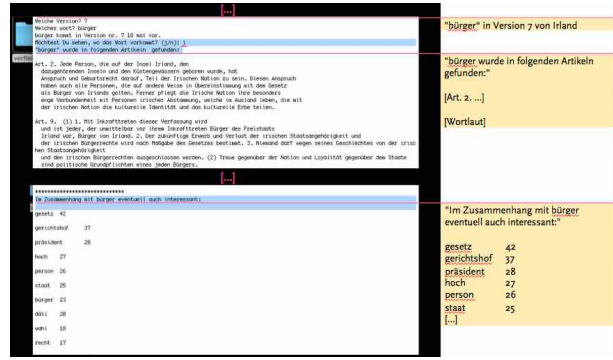 [...]
Welche Version? 7
Welches wort? bürger
bürger kommt in Version nr. 7 18 mal vor.
Möchtest Du sehen, wo das Wort vorkommt? (j/n): j
"bürger" wurde in folgenden Artikeln gefunden:
Art. 2. Jede Person, die auf der Insel Irland, den
dazugehörenden Inseln und den Küstengewässern geboren wurde, hat
Anspruch und Geburtsrecht darauf, Teil der Irischen Nation zu sein. Diesen Anspruch
haben auch alle Personen, die auf andere Weise in Übereinstimmung mit dem Gesetz
als Bürger von Irlands gelten. Ferner pflegt die Irische Nation ihre besonders
enge Verbundenheit mit Personen irischer Abstammung, welche im Ausland leben, die mit
der irischen Nation die kulturelle Identität und das kulturelle Erbe teilen.
Art. 9. (1) 1. Mit Inkrafttreten dieser Verfassung wird
und ist jeder, der unmittelbar vor ihrem Inkrafttreten Bürger des Freistaats
Irland war, Bürger von Irland. 2. Der zukünftige Erwerb und Verlust der irischen Staatsangehörigkeit und
der irischen Bürgerrechte wird nach Maßgabe des Gesetzes bestimmt. 3. Niemand darf wegen seines Geschlechtes von der irisc
hen Staatsangehörigkeit
und den irischen Bürgerrechten ausgeschlossen werden. (2) Treue gegenüber der Nation und Loyalität gegenüber dem Staate
sind politische Grundpflichten eines jeden Bürgers.
[...]
****************************
Im Zusammenhang mit bürger eventuell auch interessant:
gesetz 42
gerichtshof 37
präsident 28
hoch 27
person 26
staat 25
bürger 23
dáil 20
wahl 18
recht 17
"bürger" in Version 7 von Irland
"bürger wurde in folgenden Artikeln
gefunden:"
[Art. 2. ...]
[Wortlaut]
"Im Zusammenhang mit bürger
eventuell auch interessant:"
gesetz 42
gerichtshof 37
präsident 28
hoch 27
person 26
staat 25
[...]